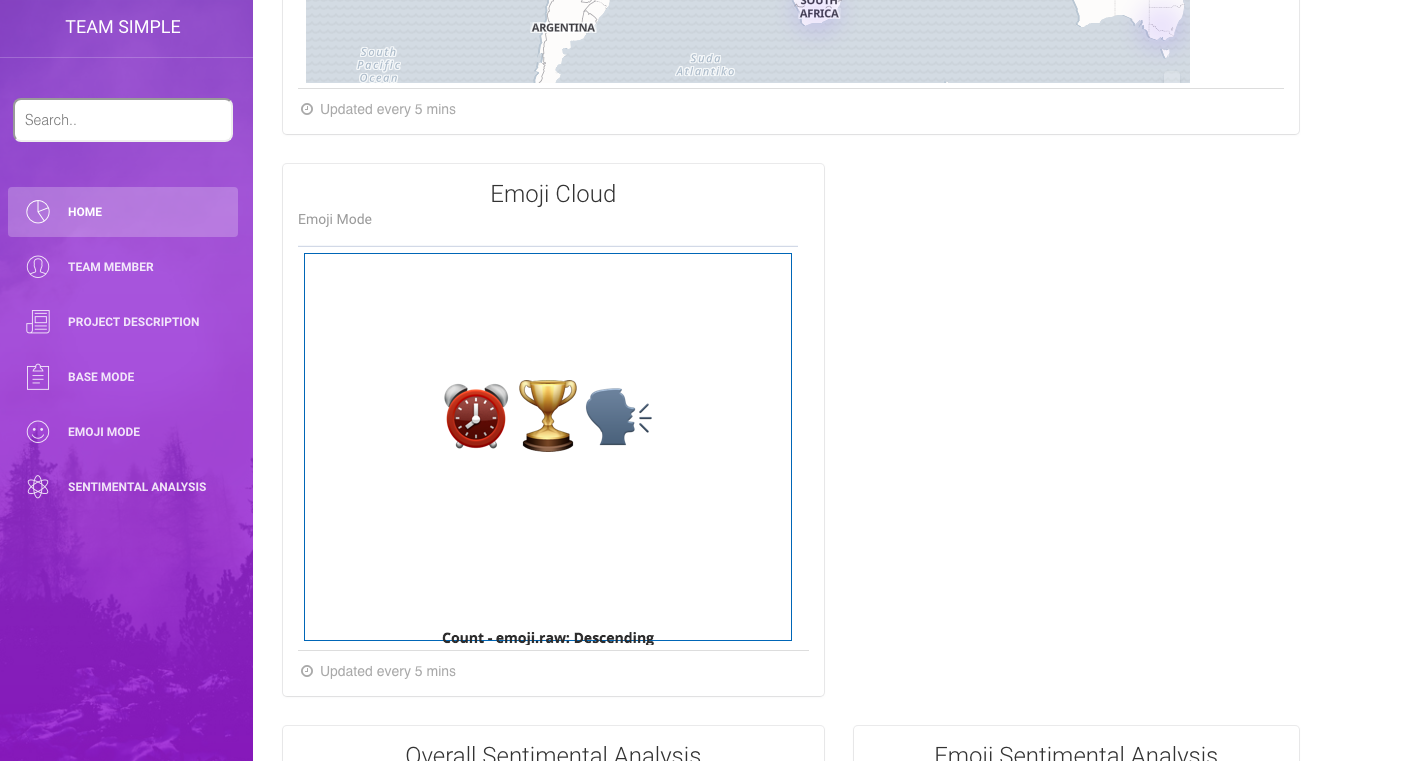 TEAM SIMPLE
Search..
HOME
TEAM MEMBER
PROJECT DESCRIPTION
BASE MODE
EMOJI MODE
SENTIMENTAL ANALYSIS
SOUTH
AFRICA
ARGENTINA
South
Pacific
Ocean
Suda
Atlantiko
Updated every 5 mins
Emoji Cloud
Emoji Mode
Count - emoji.raw: Descending
Updated every 5 mins
Overall Sentimental Analysis
Emoji Sentimental Analysis